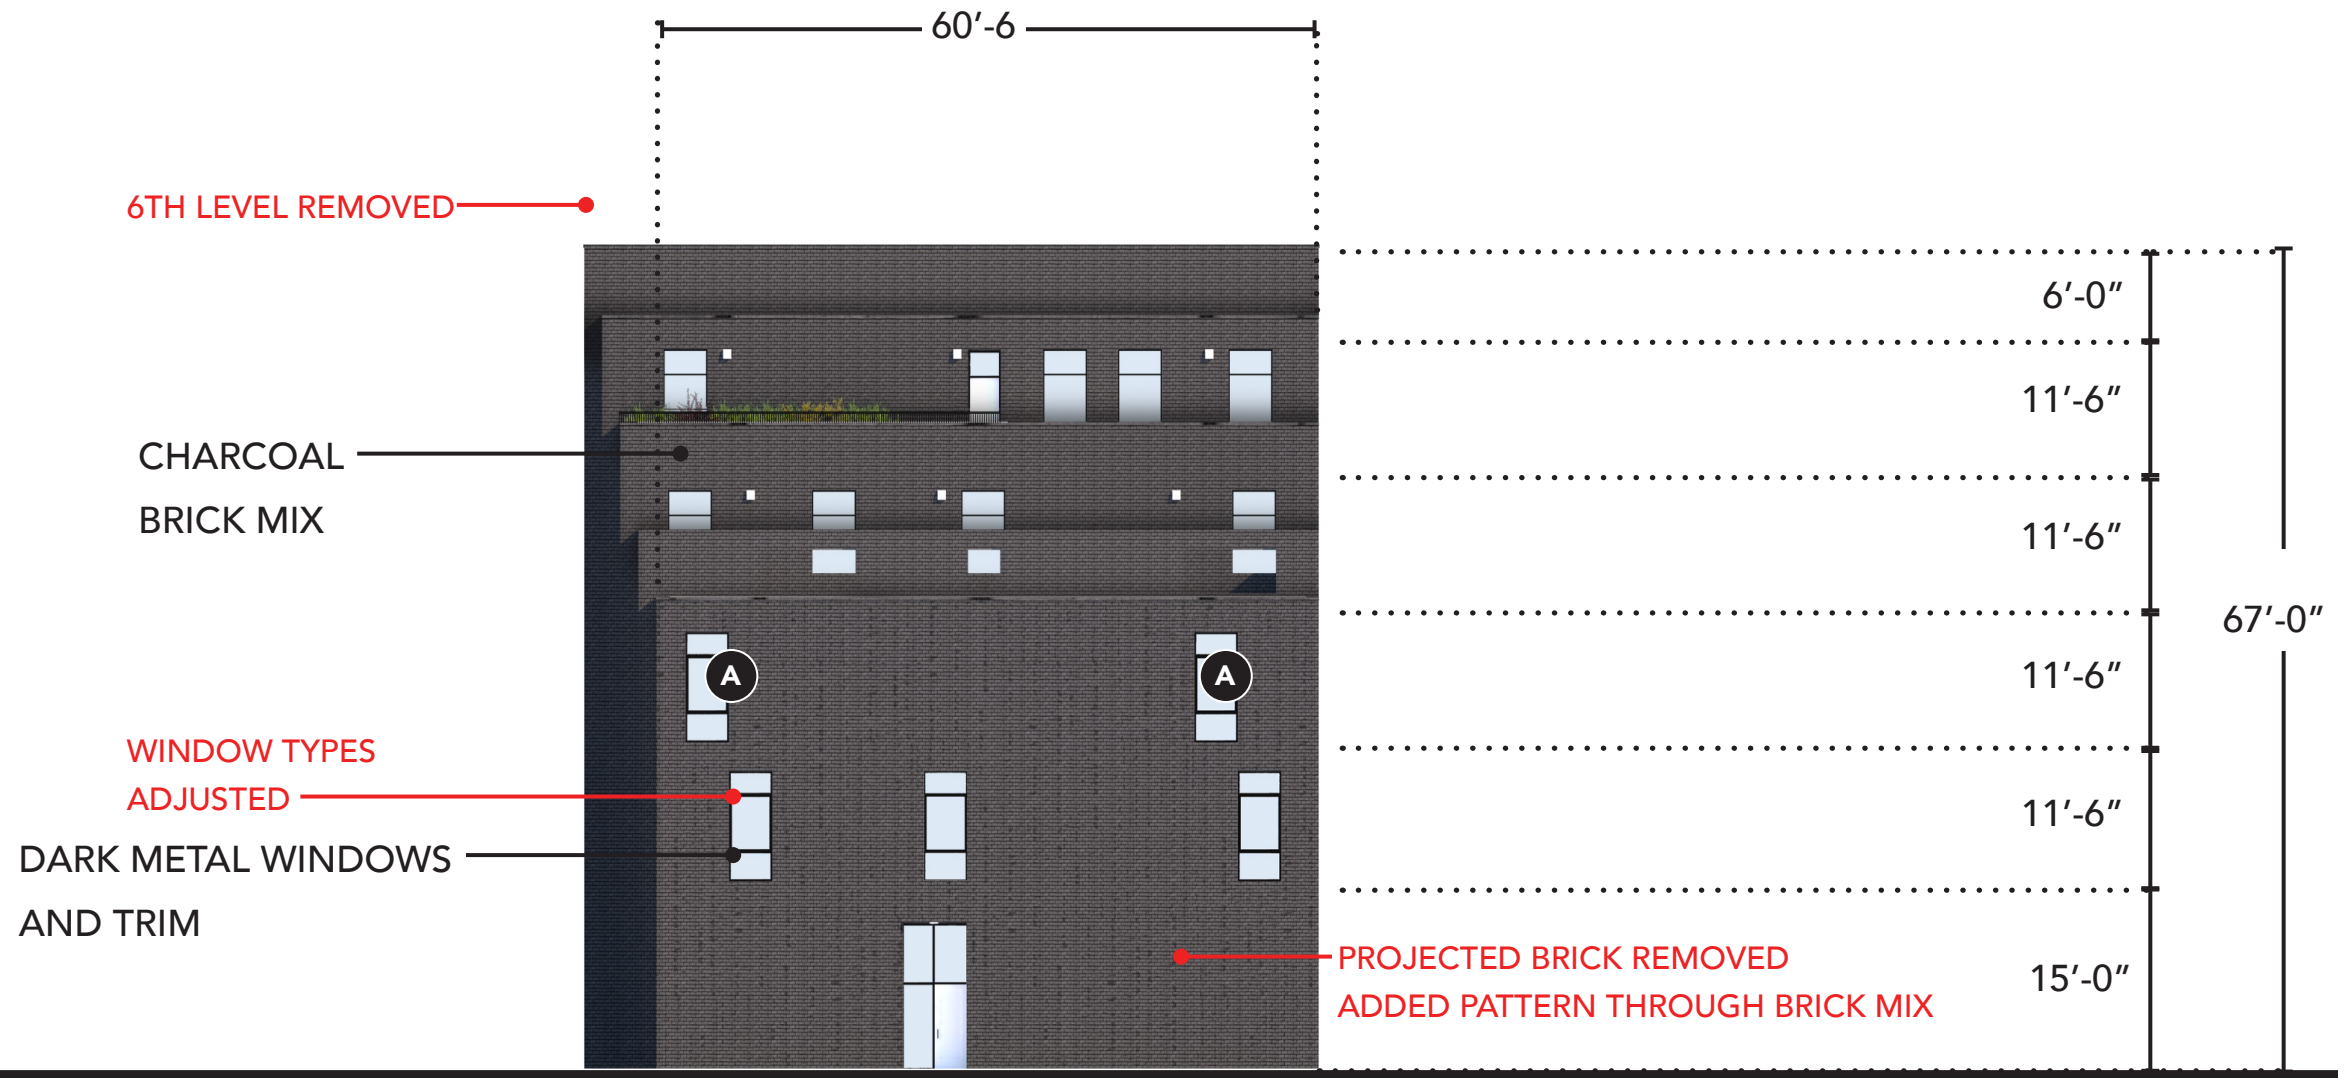 60′-6
6TH LEVEL REMOVED
6′-0″
11′-6″
CHARCOAL
BRICK MIX
11′-6″
67′-0″
A
A
11′-6″
WINDOW TYPES
ADJUSTED
11′-6″
DARK METAL WINDOWS
AND TRIM
PROJECTED BRICK REMOVED
ADDED PATTERN THROUGH BRICK MIX
15′-0″